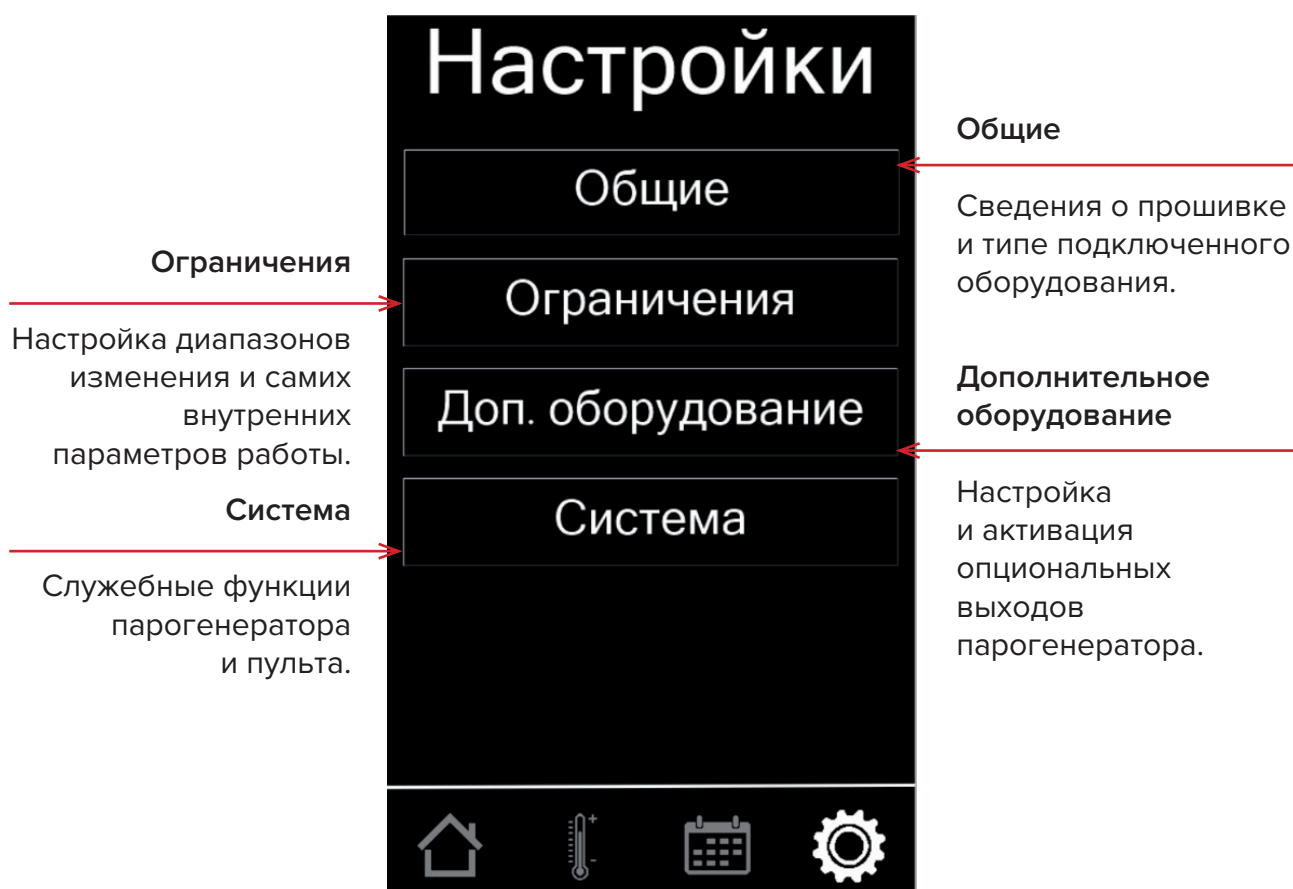 Настройки
Общие
Ограничения
Доп. оборудование
Система
Ограничения
Настройка диапазонов
изменения и самих
внутренних
параметров работы.
Система
Служебные функции
парогенератора
и пульта.
Общие
Сведения о прошивке
и типе подключенного
оборудования.
Дополнительное
оборудование
Настройка
и активация
опциональных
выходов
парогенератора.